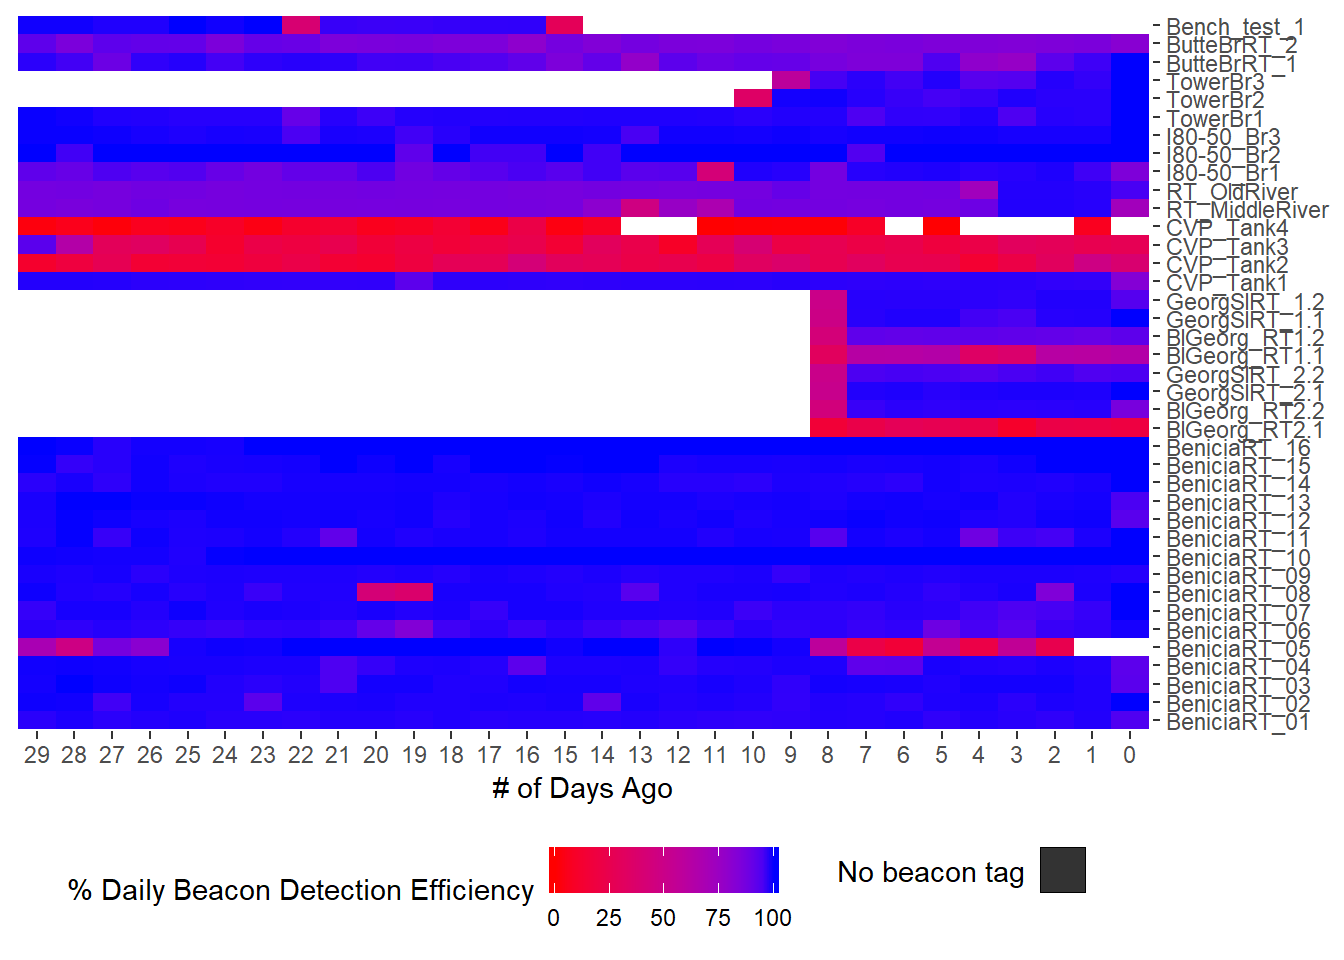 Bench_test_1
ButteBrRT_2
ButteBrRT_1
TowerBr3
TowerBr2
TowerBr1
I80-50_Br3
I80-50_Br2
I80-50_Br1
RT_OldRiver
RT_MiddleRiver
CVP_Tank4
CVP_Tank3
CVP_Tank2
CVP_Tank1
GeorgSlRT_1.2
GeorgSlRT_1.1
BlGeorg_RT1.2
BlGeorg_RT1.1
GeorgSlRT_2.2
GeorgSlRT_2.1
BlGeorg_RT2.2
BlGeorg_RT2.1
BeniciaRT_16
BeniciaRT_15
BeniciaRT_14
BeniciaRT_13
BeniciaRT_12
BeniciaRT_11
BeniciaRT_10
BeniciaRT_09
BeniciaRT_08
BeniciaRT_07
BeniciaRT_06
BeniciaRT_05
BeniciaRT_04
BeniciaRT_03
BeniciaRT_02
BeniciaRT_01
29 28 27 26 25 24 23 22 21 20 19 18 17 16 15 14 13 12 11 10 9 8 7 6 5 4 3 2 1 0
# of Days Ago
% Daily Beacon Detection Efficiency
0 25 50 75 100
No beacon tag